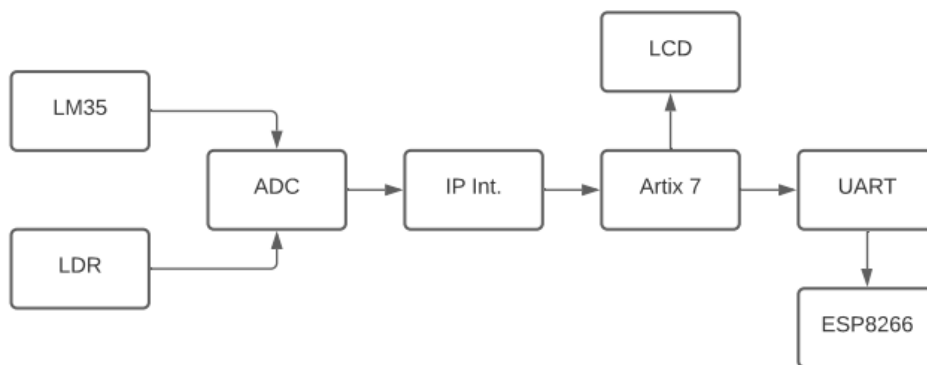 LCD
LM35
ADC
IP Int.
Artix 7
UART
LDR
ESP8266